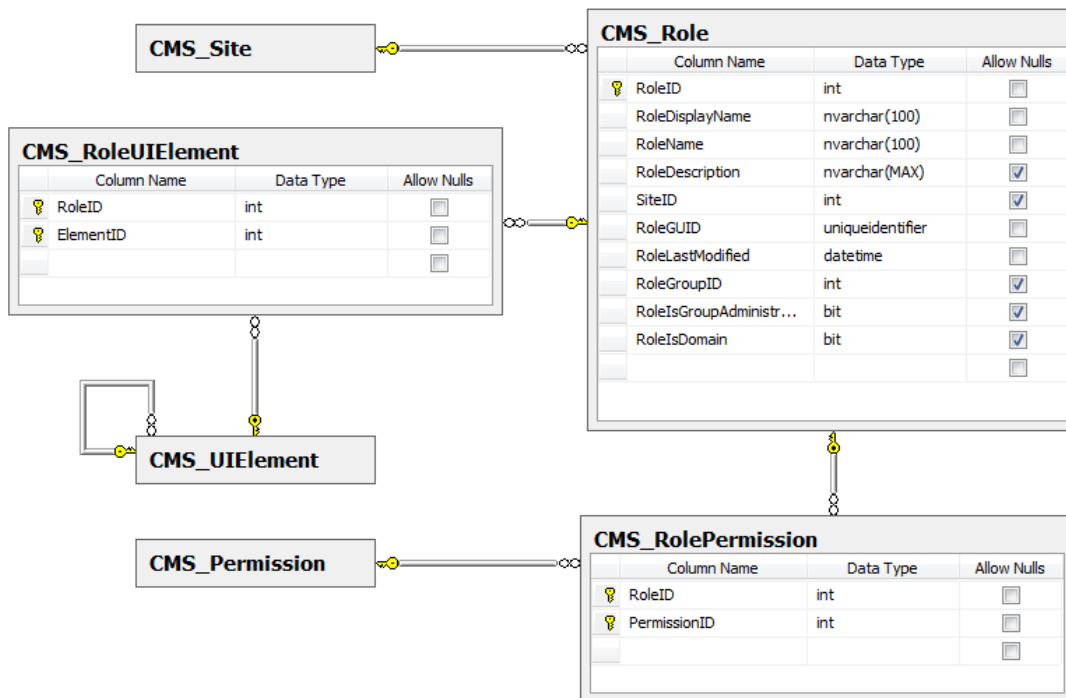 CMS_Site
CMS_Role
Column Name Data Type Allow Nulls
RoleID int
RoleDisplayName nvarchar(100)
RoleName nvarchar(100)
RoleDescription nvarchar(MAX)
SiteID int
RoleGUID uniqueidentifier
RoleLastModified datetime
RoleGroupID int
RoleIsGroupAdministr... bit
RoleIsDomain bit
CMS_RoleUIElement
Column Name Data Type Allow Nulls
RoleID int
ElementID int
CMS_UIElement
CMS_Permission
CMS_RolePermission
Column Name Data Type Allow Nulls
RoleID int
PermissionID int